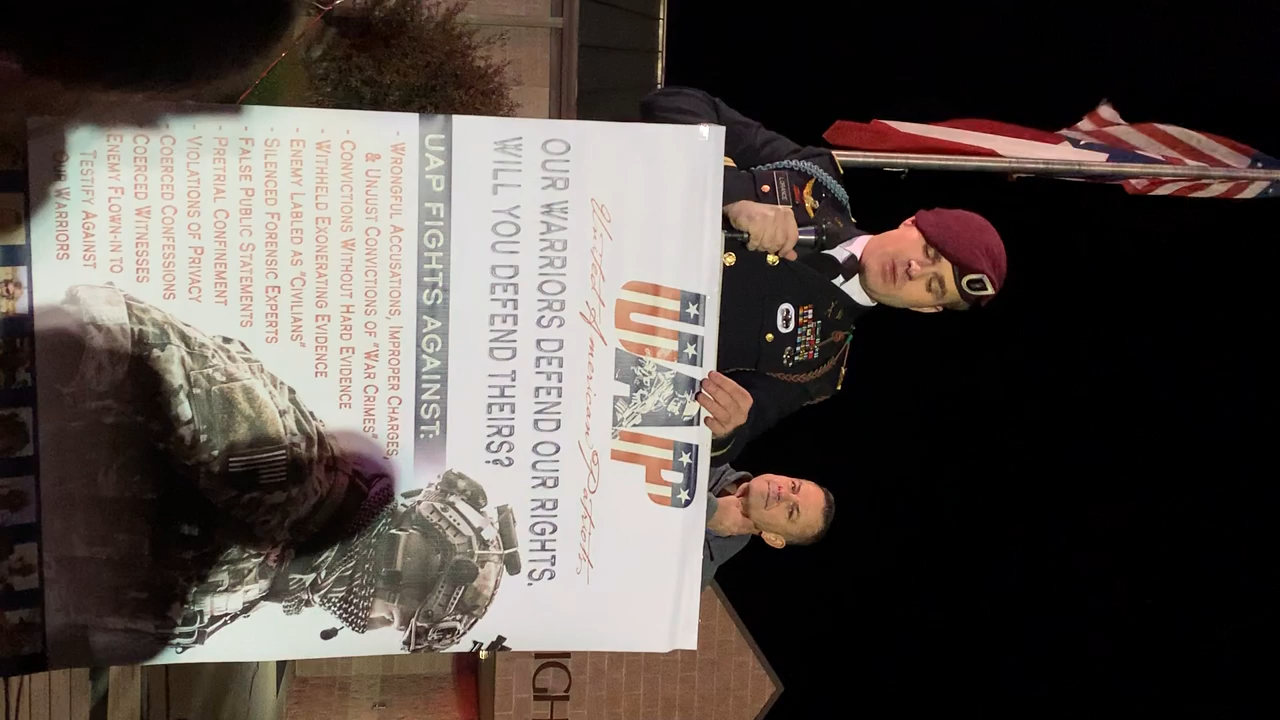 UAP
United American Patriots
OUR WARRIORS DEFEND OUR RIGHTS.
WILL YOU DEFEND THEIRS?
UAP FIGHTS AGAINST:
- WRONGFUL ACCUSATIONS, IMPROPER CHARGES,
& UNJUST CONVICTIONS OF "WAR CRIMES"
- CONVICTIONS WITHOUT HARD EVIDENCE
- WITHHELD EXONERATING EVIDENCE
- ENEMY LABLED AS "CIVILIANS"
- SILENCED FORENSIC EXPERTS
- FALSE PUBLIC STATEMENTS
- PRETRIAL CONFINEMENT
- VIOLATIONS OF PRIVACY
- COERCED CONFESSIONS
COERCED WITNESSES
ENEMY FLOWN-IN TO
TESTIFY AGAINST
OUR WARRIORS
IGH